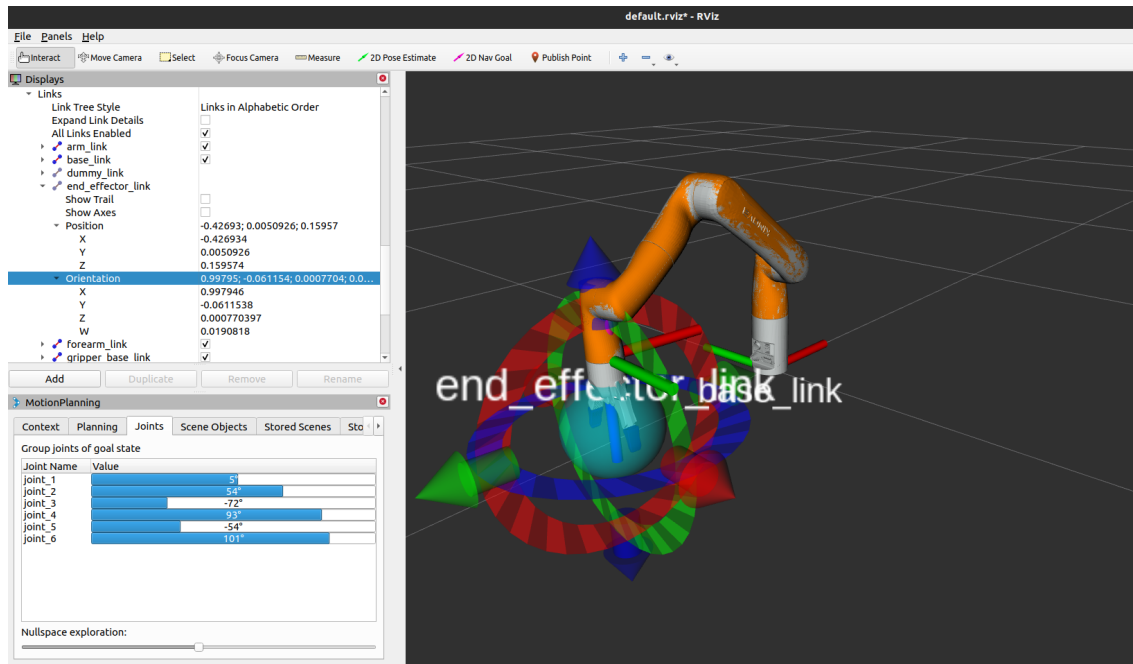 default.rviz* - RViz
File Panels Help
Interact Move Camera Select Focus Camera Measure 2D Pose Estimate 2D Nav Goal Publish Point
Displays
Links
Link Tree Style Links in Alphabetic Order
Expand Link Details
All Links Enabled
arm_link
base_link
dummy_link
end_effector_link
Show Trail
Show Axes
Position -0.42693; 0.0050926; 0.15957
X -0.426934
Y 0.0050926
Z 0.159574
Orientation 0.99795; -0.061154; 0.0007704; 0.0...
X 0.997946
Y -0.0611538
Z 0.000770397
W 0.0190818
forearm_link
gripper_base_link
Add Duplicate Remove Rename
MotionPlanning
Context Planning Joints Scene Objects Stored Scenes Sto
Group joints of goal state
Joint Name Value
joint_1 5°
joint_2 54°
joint_3 -72°
joint_4 93°
joint_5 -54°
joint_6 101°
Nullspace exploration:
end_effector_link
base_link